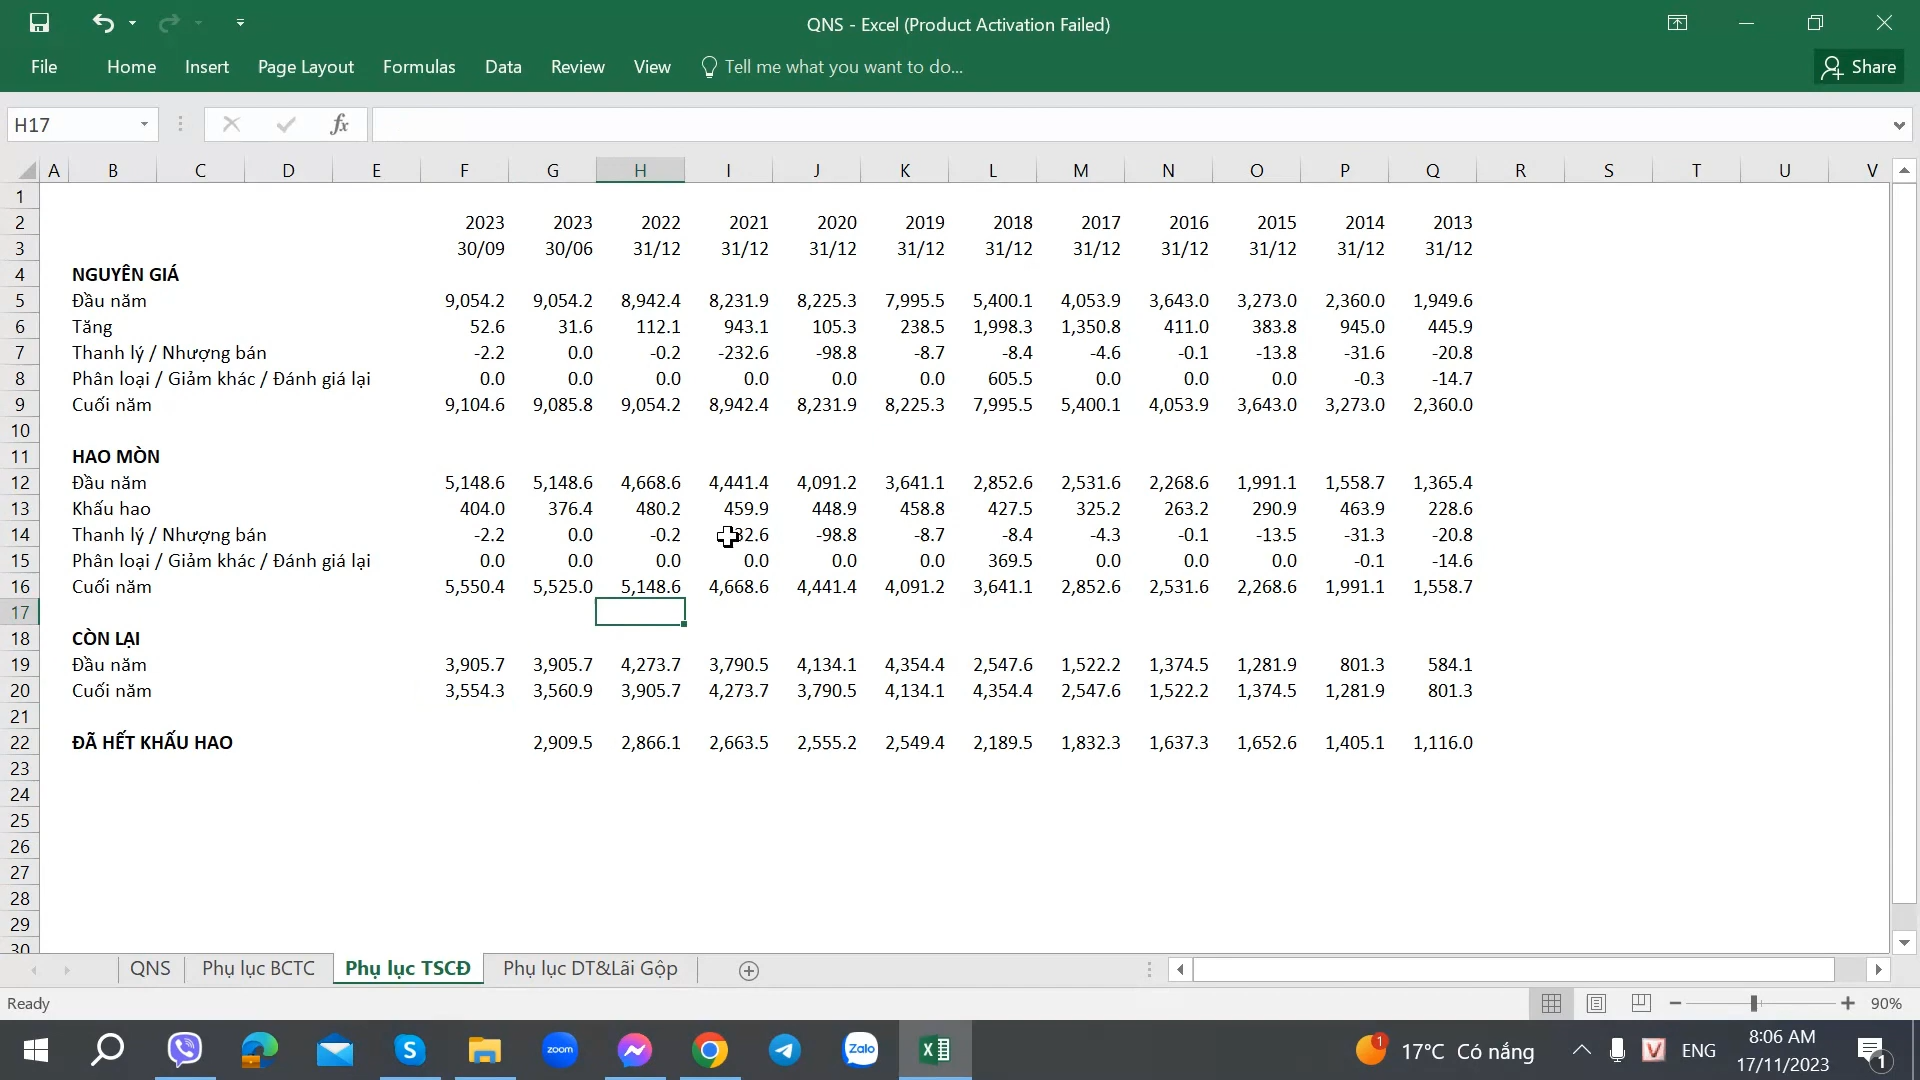 QNS - Excel (Product Activation Failed)
File Home Insert Page Layout Formulas Data Review View Tell me what you want to do... Share
H17 fx
A B C D E F G H I J K L M N O P Q R S T U V
1
2 2023 2023 2022 2021 2020 2019 2018 2017 2016 2015 2014 2013
3 30/09 30/06 31/12 31/12 31/12 31/12 31/12 31/12 31/12 31/12 31/12 31/12
4 NGUYÊN GIÁ
5 Đầu năm 9,054.2 9,054.2 8,942.4 8,231.9 8,225.3 7,995.5 5,400.1 4,053.9 3,643.0 3,273.0 2,360.0 1,949.6
6 Tăng 52.6 31.6 112.1 943.1 105.3 238.5 1,998.3 1,350.8 411.0 383.8 945.0 445.9
7 Thanh lý / Nhượng bán -2.2 0.0 -0.2 -232.6 -98.8 -8.7 -8.4 -4.6 -0.1 -13.8 -31.6 -20.8
8 Phân loại / Giảm khác / Đánh giá lại 0.0 0.0 0.0 0.0 0.0 0.0 605.5 0.0 0.0 0.0 -0.3 -14.7
9 Cuối năm 9,104.6 9,085.8 9,054.2 8,942.4 8,231.9 8,225.3 7,995.5 5,400.1 4,053.9 3,643.0 3,273.0 2,360.0
10
11 HAO MÒN
12 Đầu năm 5,148.6 5,148.6 4,668.6 4,441.4 4,091.2 3,641.1 2,852.6 2,531.6 2,268.6 1,991.1 1,558.7 1,365.4
13 Khấu hao 404.0 376.4 480.2 459.9 448.9 458.8 427.5 325.2 263.2 290.9 463.9 228.6
14 Thanh lý / Nhượng bán -2.2 0.0 -0.2 -98.8 -8.7 -8.4 -4.3 -0.1 -13.5 -31.3 -20.8
15 Phân loại / Giảm khác / Đánh giá lại 0.0 0.0 0.0 0.0 0.0 0.0 369.5 0.0 0.0 0.0 -0.1 -14.6
16 Cuối năm 5,550.4 5,525.0 5,148.6 4,668.6 4,441.4 4,091.2 3,641.1 2,852.6 2,531.6 2,268.6 1,991.1 1,558.7
17
18 CÒN LẠI
19 Đầu năm 3,905.7 3,905.7 4,273.7 3,790.5 4,134.1 4,354.4 2,547.6 1,522.2 1,374.5 1,281.9 801.3 584.1
20 Cuối năm 3,554.3 3,560.9 3,905.7 4,273.7 3,790.5 4,134.1 4,354.4 2,547.6 1,522.2 1,374.5 1,281.9 801.3
21
22 ĐÃ HẾT KHẤU HAO 2,909.5 2,866.1 2,663.5 2,555.2 2,549.4 2,189.5 1,832.3 1,637.3 1,652.6 1,405.1 1,116.0
23
24
25
26
27
28
29
30
QNS Phụ lục BCTC Phụ lục TSCĐ Phụ lục DT&Lãi Gộp
Ready 90%
zoom Zalo 1 17°C Có nắng ENG 8:06 AM
17/11/2023 1